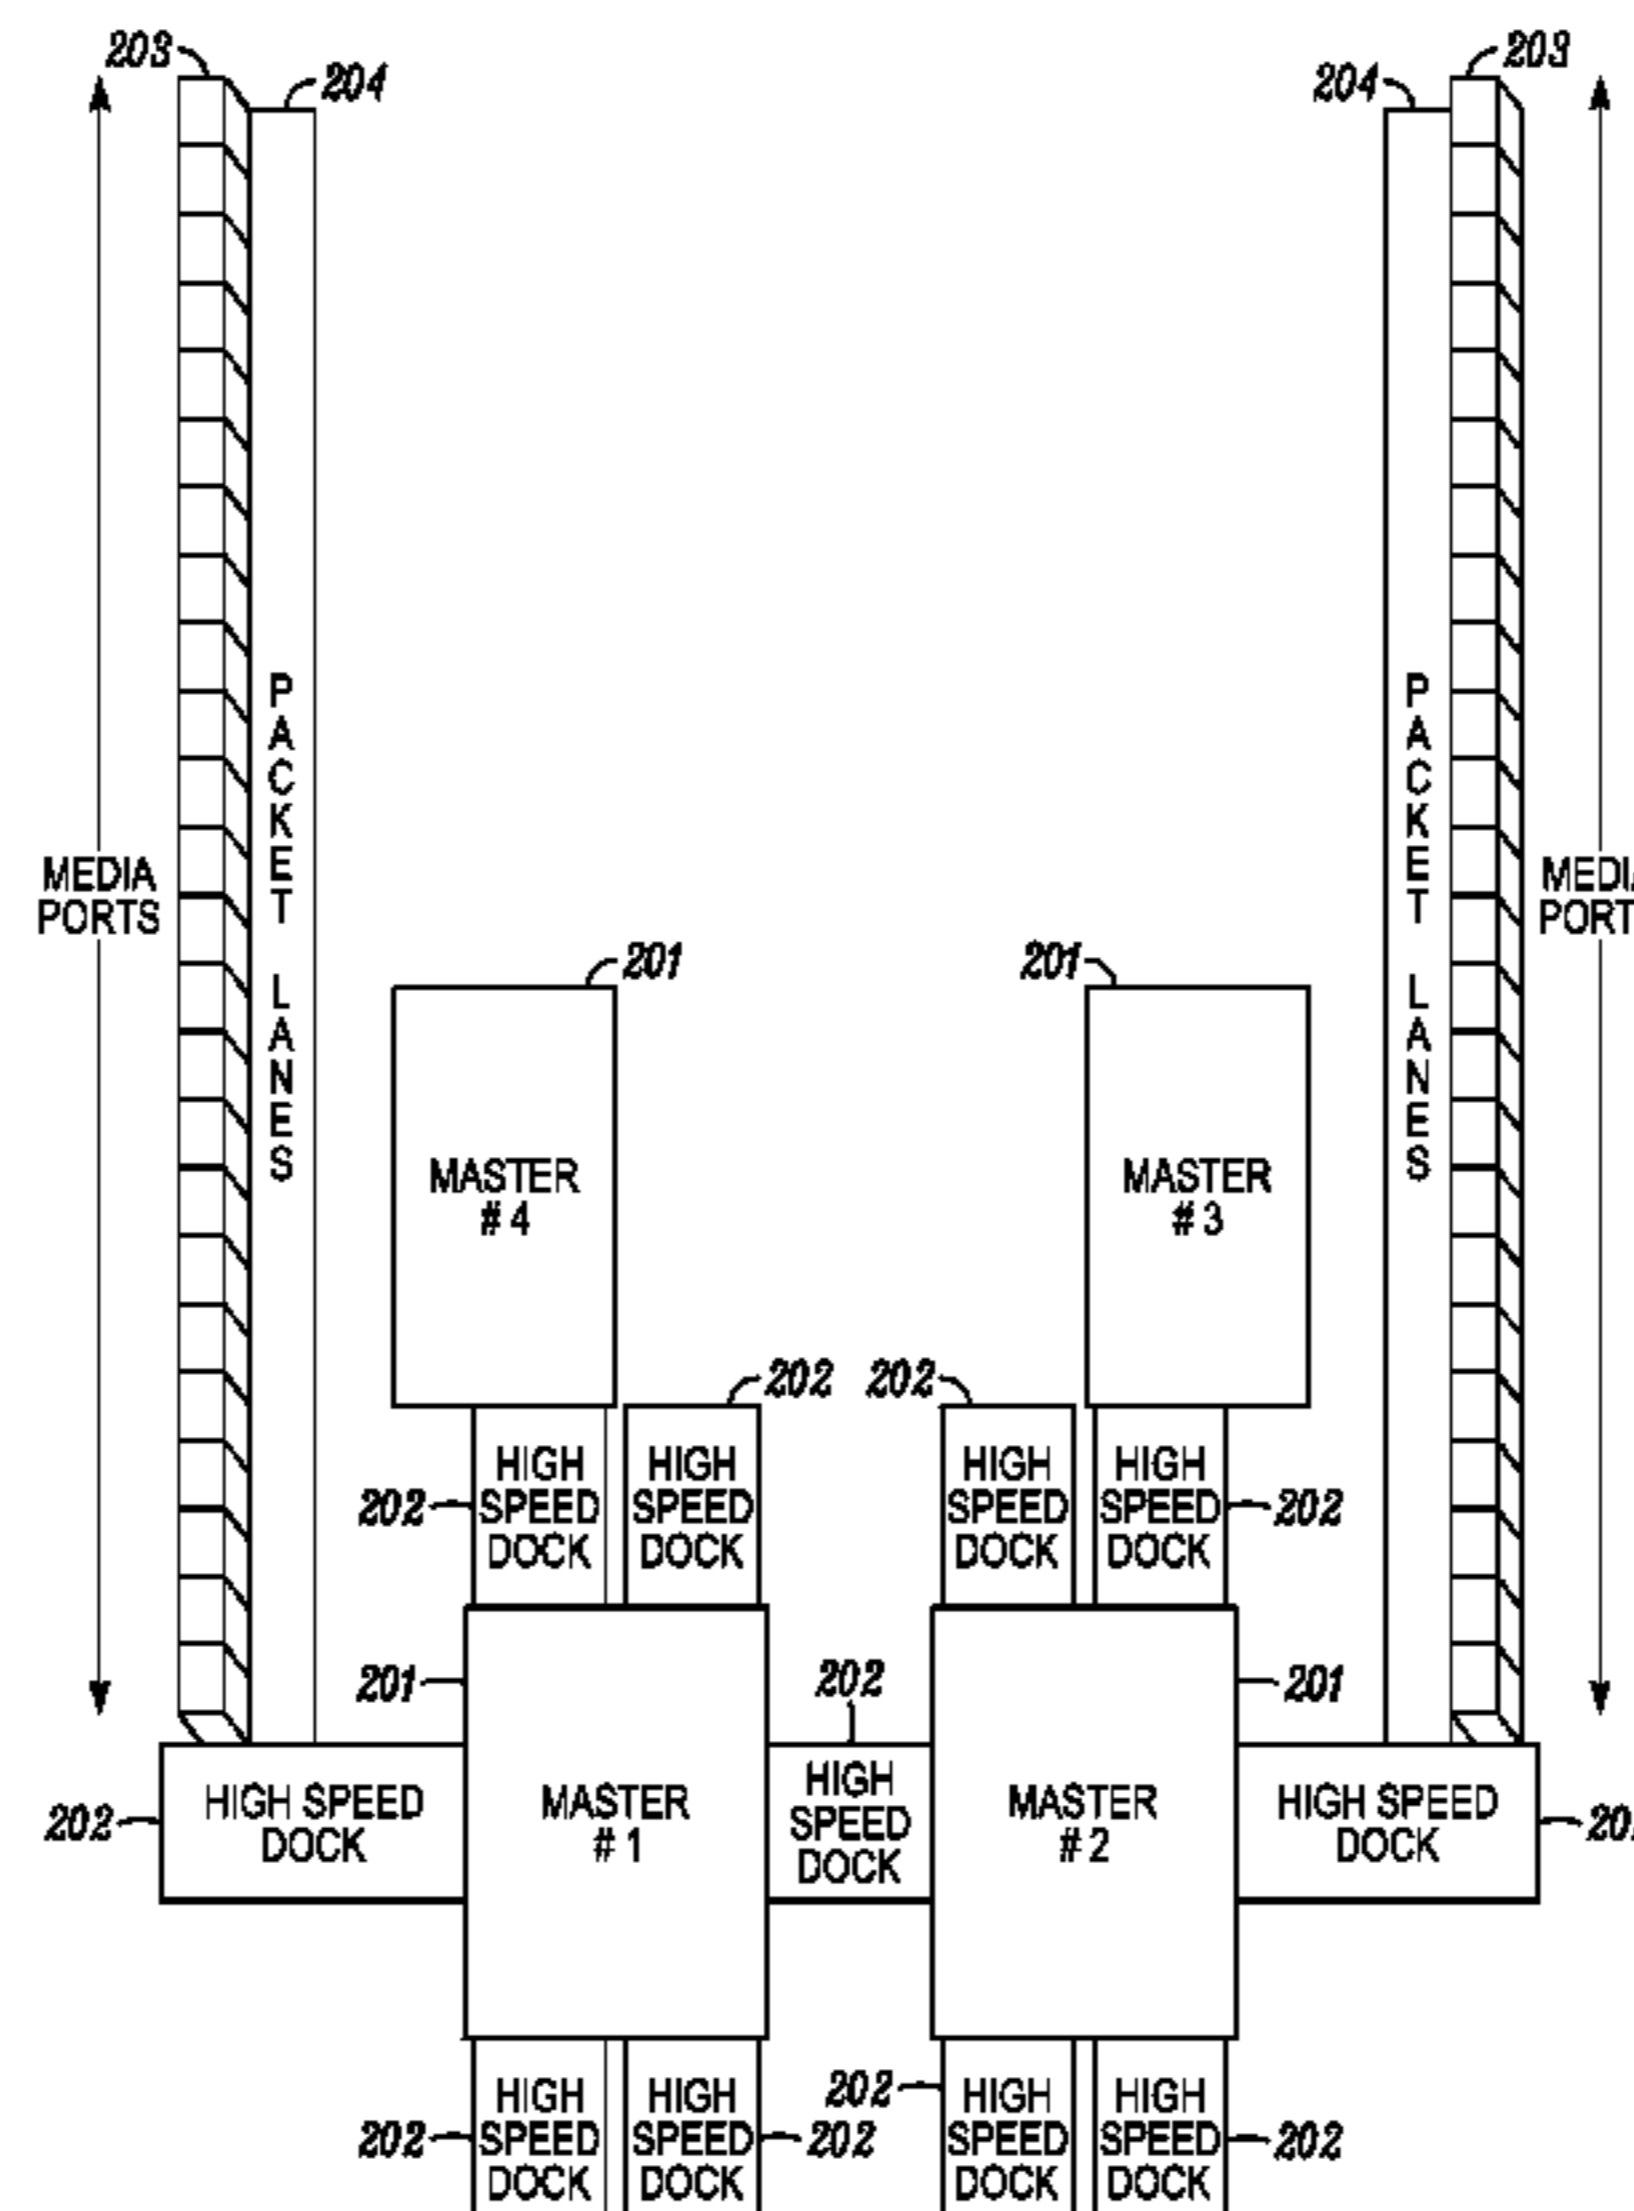 203
203
204
204
PACKET LANES
PACKET LANES
MEDIA
PORTS
MEDIA
PORT
201
201
MASTER
# 4
MASTER
# 3
202
202
HIGH
SPEED
DOCK
HIGH
SPEED
DOCK
HIGH
SPEED
DOCK
HIGH
SPEED
DOCK
202
202
201
202
201
HIGH SPEED
DOCK
MASTER
# 1
HIGH
SPEED
DOCK
MASTER
# 2
HIGH SPEED
DOCK
202
20
HIGH
SPEED
DOCK
HIGH
SPEED
DOCK
HIGH
SPEED
DOCK
HIGH
SPEED
DOCK
202
202
202
202